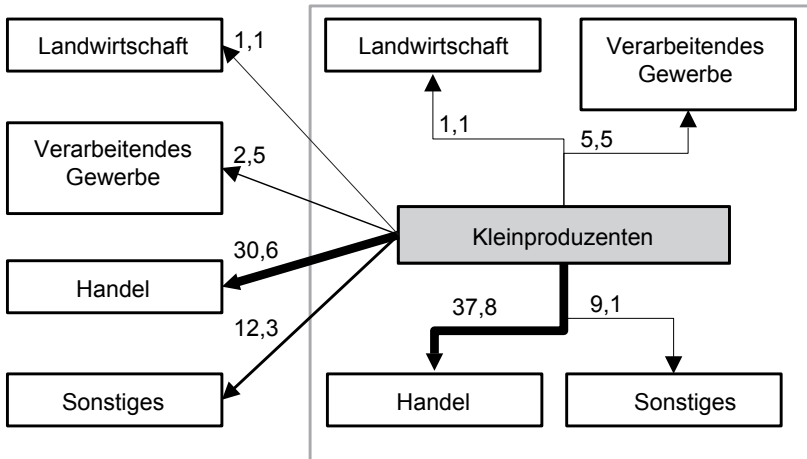 Landwirtschaft
1,1
Verarbeitendes
Gewerbe
2,5
30,6
Handel
12,3
Sonstiges
Landwirtschaft
Verarbeitendes
Gewerbe
1,1
5,5
Kleinproduzenten
37,8
9,1
Handel
Sonstiges